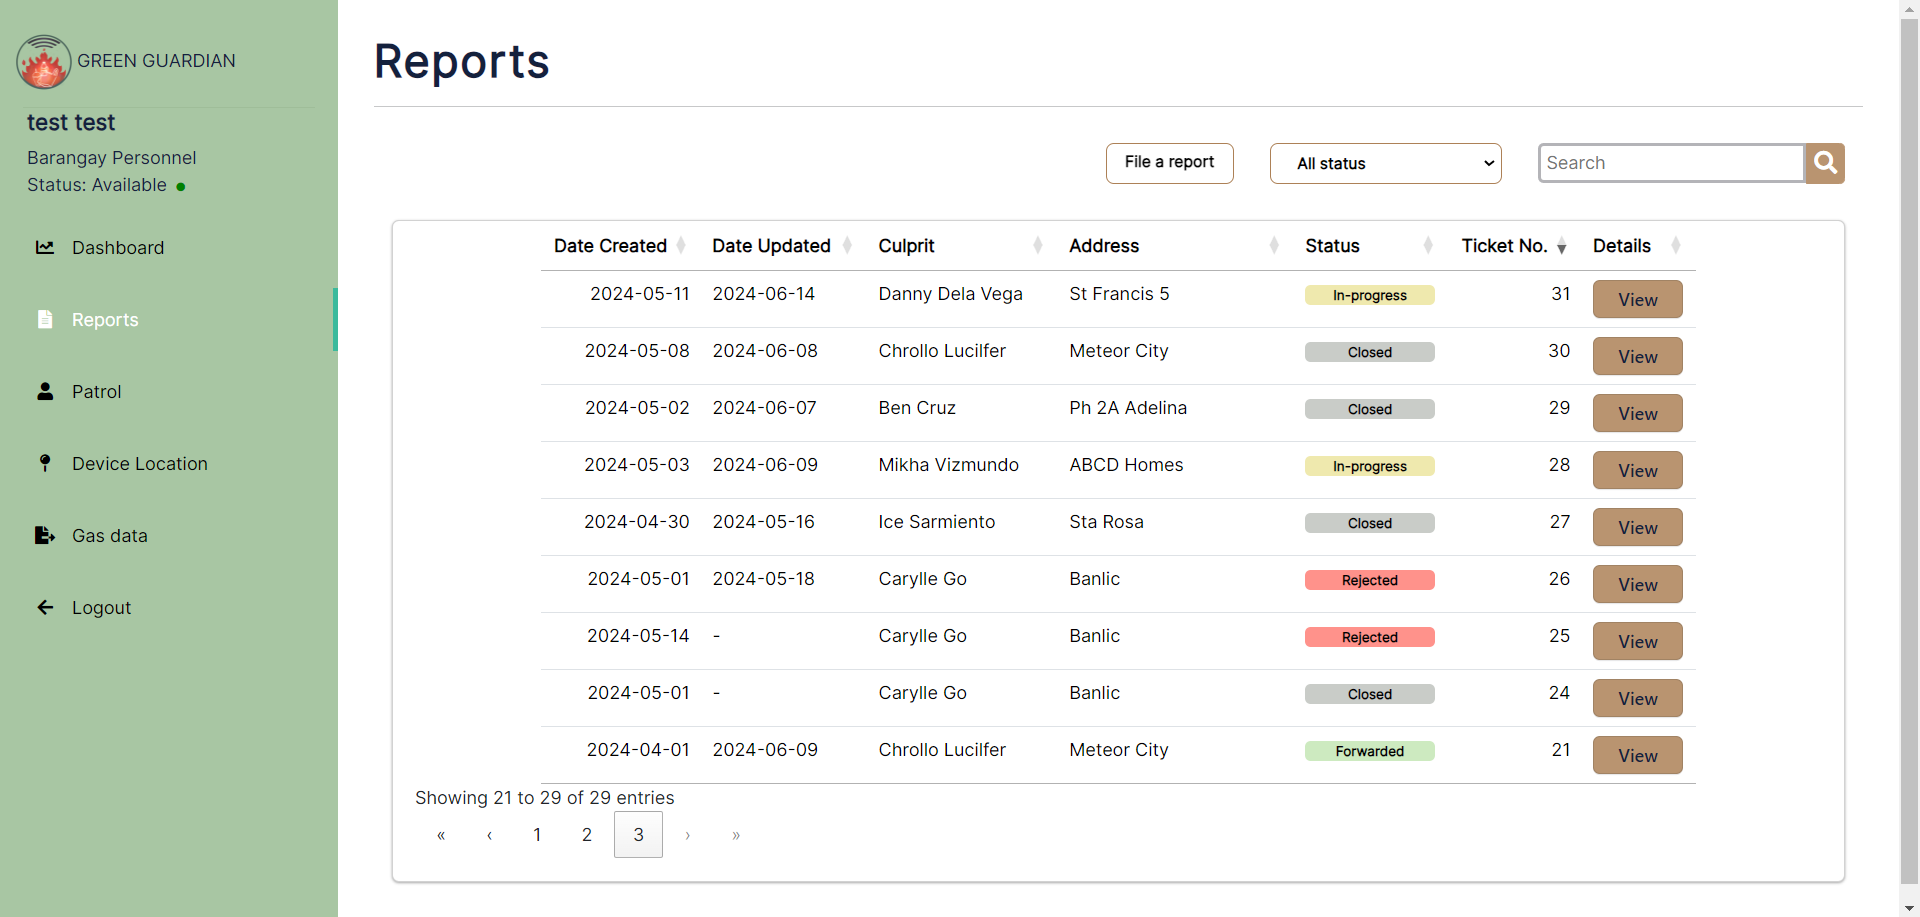 GREEN GUARDIAN
test test
Barangay Personnel
Status: Available
Dashboard
Reports
Patrol
Device Location
Gas data
Logout
Reports
File a report
All status
Search
Date Created Date Updated Culprit Address Status Ticket No. Details
2024-05-11 2024-06-14 Danny Dela Vega St Francis 5 In-progress 31 View
2024-05-08 2024-06-08 Chrollo Lucilfer Meteor City Closed 30 View
2024-05-02 2024-06-07 Ben Cruz Ph 2A Adelina Closed 29 View
2024-05-03 2024-06-09 Mikha Vizmundo ABCD Homes In-progress 28 View
2024-04-30 2024-05-16 Ice Sarmiento Sta Rosa Closed 27 View
2024-05-01 2024-05-18 Carylle Go Banlic Rejected 26 View
2024-05-14 - Carylle Go Banlic Rejected 25 View
2024-05-01 - Carylle Go Banlic Closed 24 View
2024-04-01 2024-06-09 Chrollo Lucilfer Meteor City Forwarded 21 View
Showing 21 to 29 of 29 entries
« ‹ 1 2 3 › »